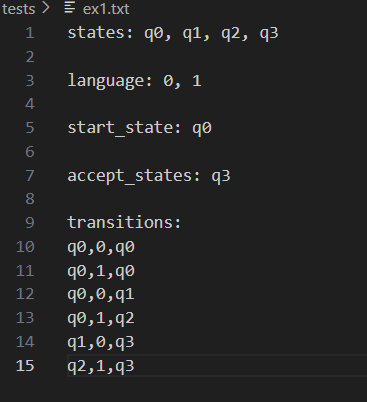 tests > ex1.txt
1 states: q0, q1, q2, q3
2
3 language: 0, 1
4
5 start_state: q0
6
7 accept_states: q3
8
9 transitions:
10 q0,0,q0
11 q0,1,q0
12 q0,0,q1
13 q0,1,q2
14 q1,0,q3
15 q2,1,q3